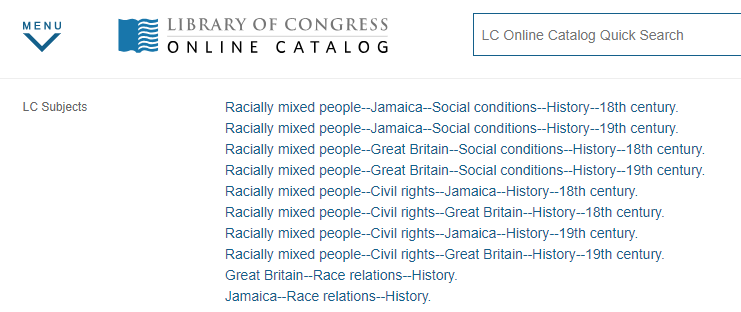 MENU
LIBRARY OF CONGRESS
ONLINE CATALOG
LC Online Catalog Quick Search
LC Subjects
Racially mixed people--Jamaica--Social conditions--History--18th century.
Racially mixed people--Jamaica--Social conditions--History--19th century.
Racially mixed people--Great Britain--Social conditions--History--18th century.
Racially mixed people--Great Britain--Social conditions--History--19th century.
Racially mixed people--Civil rights--Jamaica--History--18th century.
Racially mixed people--Civil rights--Great Britain--History--18th century.
Racially mixed people--Civil rights--Jamaica--History--19th century.
Racially mixed people--Civil rights--Great Britain--History--19th century.
Great Britain--Race relations--History.
Jamaica--Race relations--History.